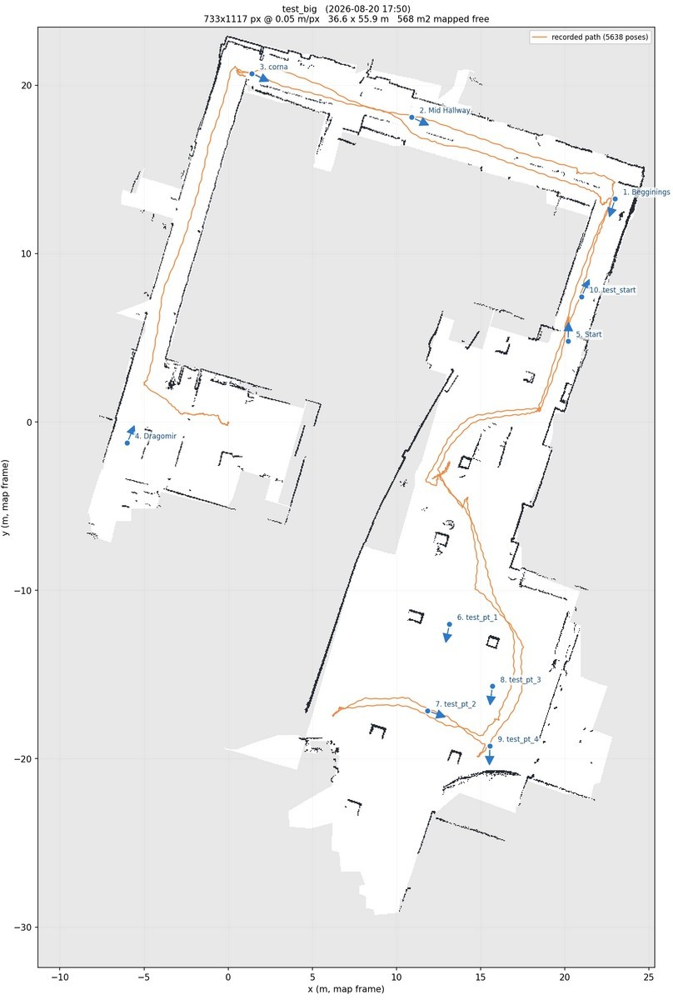 test_big (2026-08-20 17:50)
733x1117 px @ 0.05 m/px 36.6 x 55.9 m 568 m2 mapped free
recorded path (5638 poses)
3. corna
2. Mid Hallway
1. Begginings
10. test_start
5. Start
4. Dragomir
6. test_pt_1
8. test_pt_3
7. test_pt_2
9. test_pt_4
20
10
0
−10
−20
−30
y (m, map frame)
−10 −5 0 5 10 15 20 25
x (m, map frame)